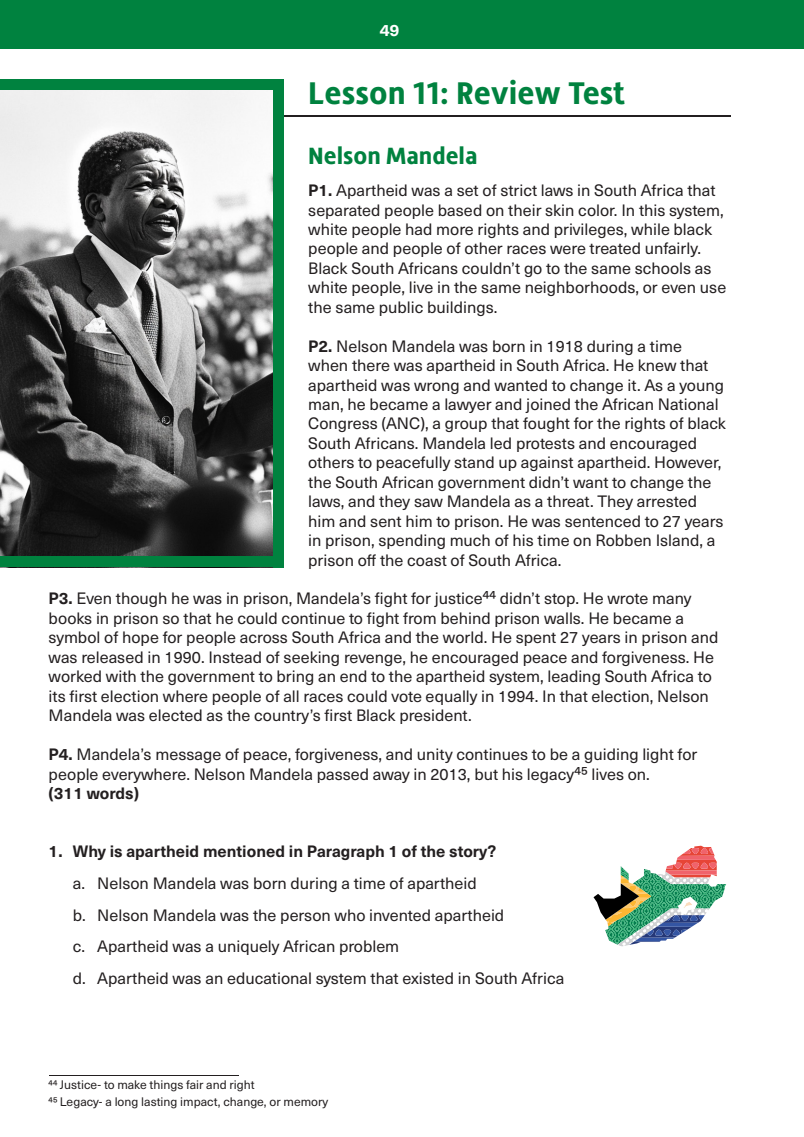 49
Lesson 11: Review Test
Nelson Mandela
P1. Apartheid was a set of strict laws in South Africa that
separated people based on their skin color. In this system,
white people had more rights and privileges, while black
people and people of other races were treated unfairly.
Black South Africans couldn't go to the same schools as
white people, live in the same neighborhoods, or even use
the same public buildings.
P2. Nelson Mandela was born in 1918 during a time
when there was apartheid in South Africa. He knew that
apartheid was wrong and wanted to change it. As a young
man, he became a lawyer and joined the African National
Congress (ANC), a group that fought for the rights of black
South Africans. Mandela led protests and encouraged
others to peacefully stand up against apartheid. However,
the South African government didn't want to change the
laws, and they saw Mandela as a threat. They arrested
him and sent him to prison. He was sentenced to 27 years
in prison, spending much of his time on Robben Island, a
prison off the coast of South Africa.
P3. Even though he was in prison, Mandela's fight for justice⁴⁴ didn't stop. He wrote many
books in prison so that he could continue to fight from behind prison walls. He became a
symbol of hope for people across South Africa and the world. He spent 27 years in prison and
was released in 1990. Instead of seeking revenge, he encouraged peace and forgiveness. He
worked with the government to bring an end to the apartheid system, leading South Africa to
its first election where people of all races could vote equally in 1994. In that election, Nelson
Mandela was elected as the country's first Black president.
P4. Mandela's message of peace, forgiveness, and unity continues to be a guiding light for
people everywhere. Nelson Mandela passed away in 2013, but his legacy⁴⁵ lives on.
(311 words)
1. Why is apartheid mentioned in Paragraph 1 of the story?
a. Nelson Mandela was born during a time of apartheid
b. Nelson Mandela was the person who invented apartheid
c. Apartheid was a uniquely African problem
d. Apartheid was an educational system that existed in South Africa
⁴⁴ Justice- to make things fair and right
⁴⁵ Legacy- a long lasting impact, change, or memory